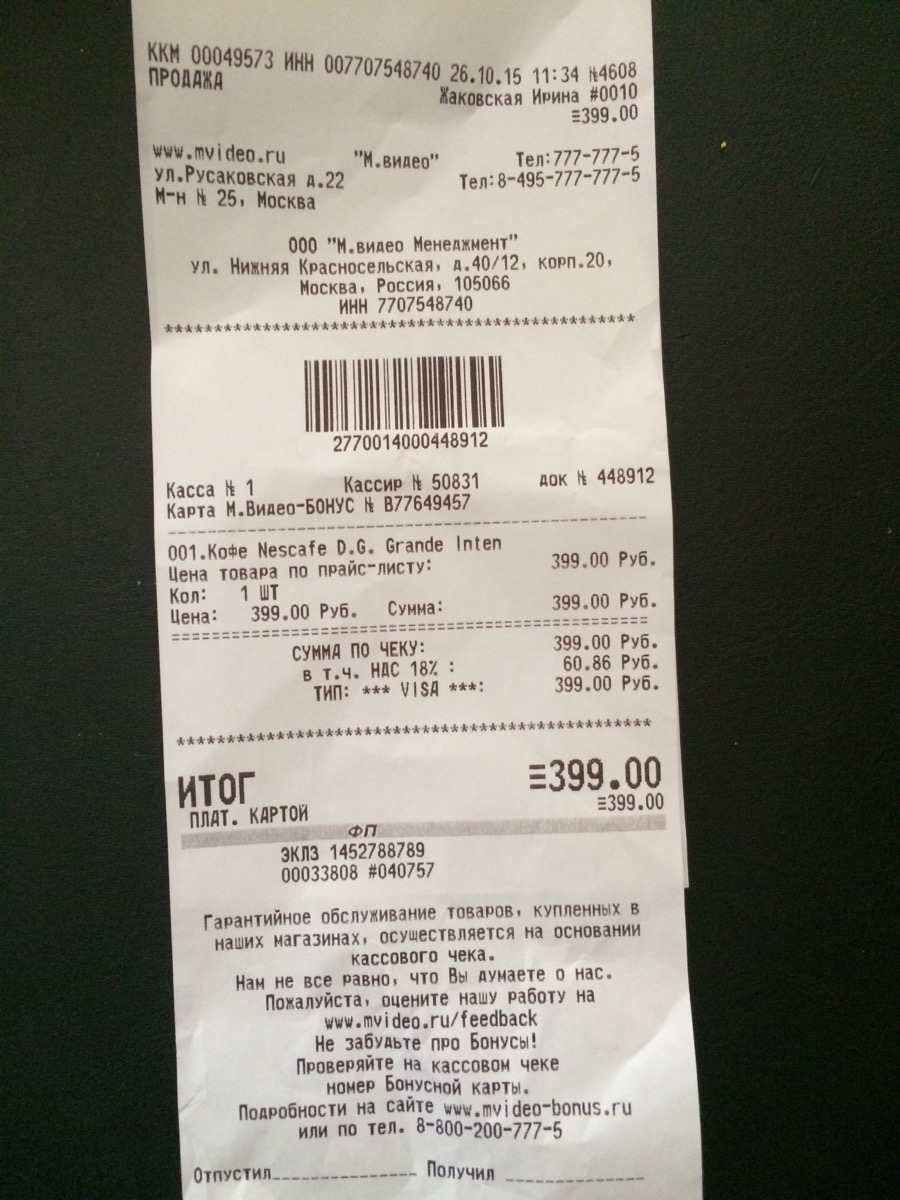 ККМ 00049573 ИНН 007707548740 26.10.15 11:34 №4608
ПРОДАЖА
Жаковская Ирина #0010
≡399.00
www.mvideo.ru "М.видео" Тел:777-777-5
ул.Русаковская д.22 Тел:8-495-777-777-5
М-н № 25, Москва
ООО "М.видео Менеджмент"
ул. Нижняя Красносельская, д.40/12, корп.20,
Москва, Россия, 105066
ИНН 7707548740
**************************************************
2770014000448912
Касса № 1 Кассир № 50831 док № 448912
Карта М.Видео-БОНУС № B77649457
001.Кофе Nescafe D.G. Grande Inten
Цена товара по прайс-листу: 399.00 Руб.
Кол: 1 ШТ
Цена: 399.00 Руб. Сумма: 399.00 Руб.
СУММА ПО ЧЕКУ: 399.00 Руб.
в т.ч. НДС 18% : 60.86 Руб.
ТИП: *** VISA ***: 399.00 Руб.
**************************************************
ИТОГ ≡399.00
ПЛАТ. КАРТОЙ ≡399.00
ФП
ЭКЛЗ 1452788789
00033808 #040757
Гарантийное обслуживание товаров, купленных в
наших магазинах, осуществляется на основании
кассового чека.
Нам не все равно, что Вы думаете о нас.
Пожалуйста, оцените нашу работу на
www.mvideo.ru/feedback
Не забудьте про Бонусы!
Проверяйте на кассовом чеке
номер Бонусной карты.
Подробности на сайте www.mvideo-bonus.ru
или по тел. 8-800-200-777-5
Отпустил______________ Получил ______________